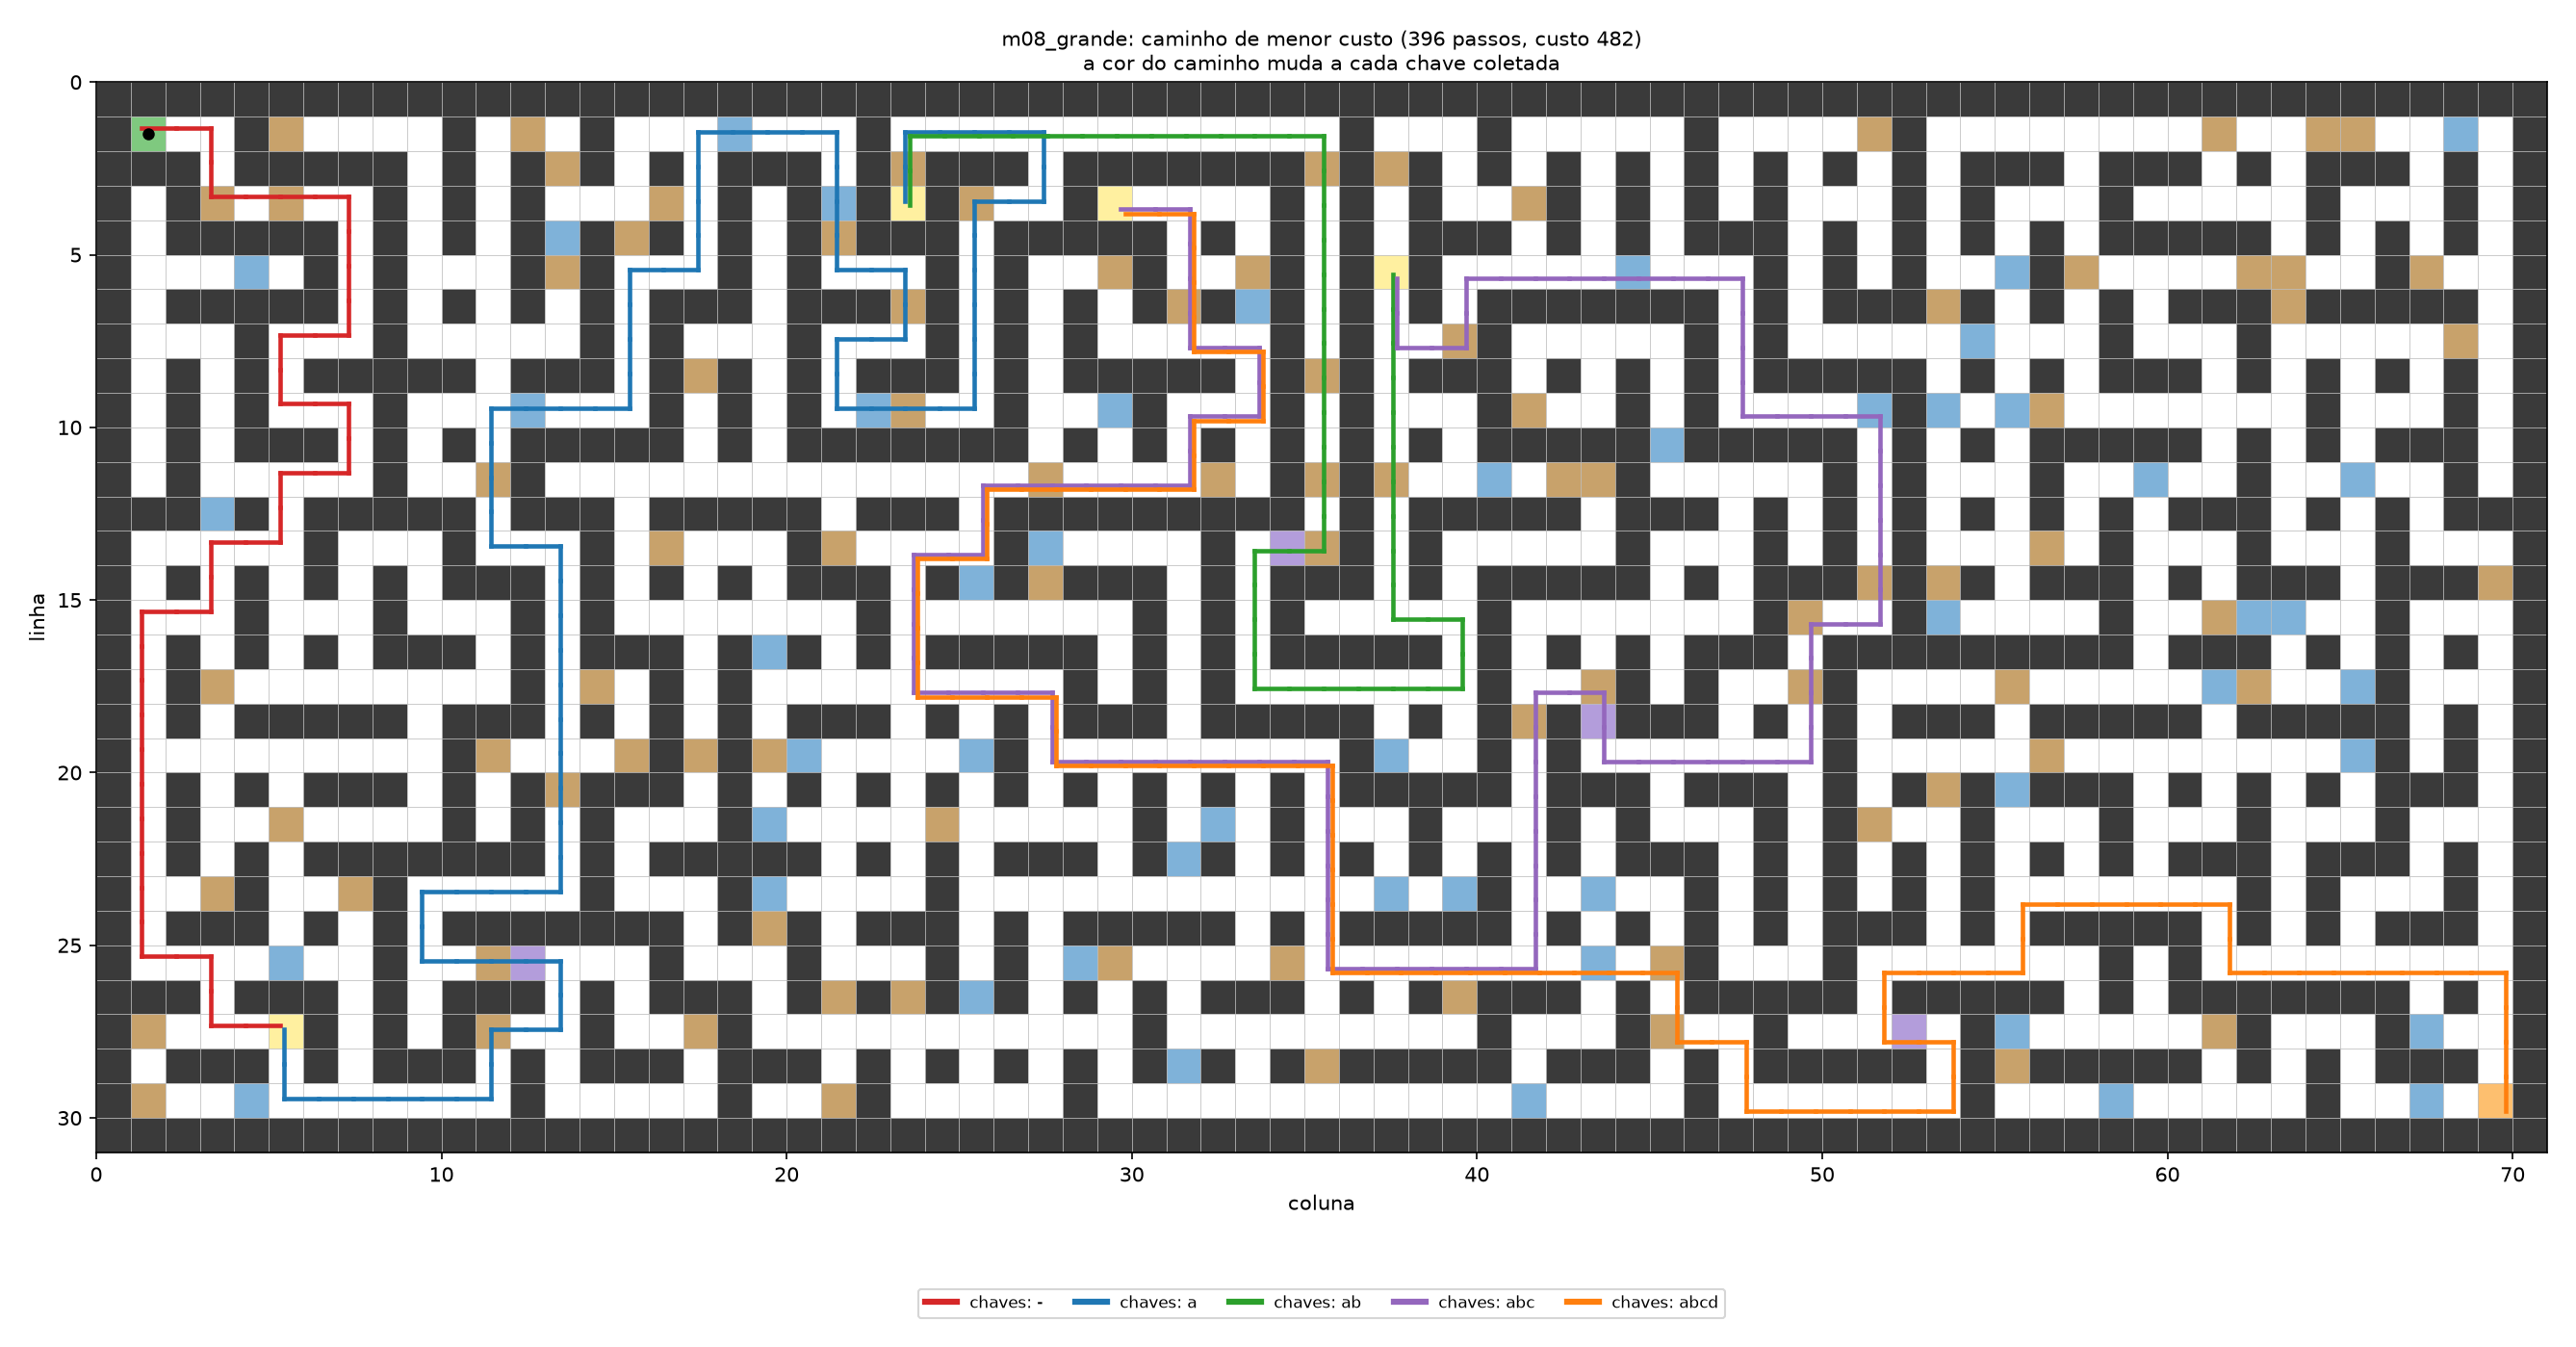 m08_grande: caminho de menor custo (396 passos, custo 482)
a cor do caminho muda a cada chave coletada
0
5
10
15
20
25
30
linha
0 10 20 30 40 50 60 70
coluna
chaves: - chaves: a chaves: ab chaves: abc chaves: abcd